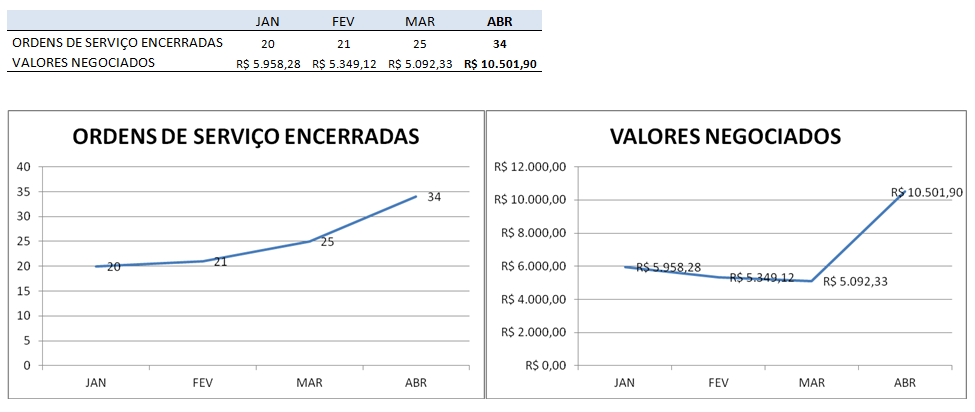 JAN FEV MAR ABR
ORDENS DE SERVIÇO ENCERRADAS 20 21 25 34
VALORES NEGOCIADOS R$ 5.958,28 R$ 5.349,12 R$ 5.092,33 R$ 10.501,90
ORDENS DE SERVIÇO ENCERRADAS
40
35
30
25
20
15
10
5
0
20
21
25
34
JAN FEV MAR ABR
VALORES NEGOCIADOS
R$ 12.000,00
R$ 10.000,00
R$ 8.000,00
R$ 6.000,00
R$ 4.000,00
R$ 2.000,00
R$ 0,00
R$ 5.958,28
R$ 5.349,12
R$ 5.092,33
R$ 10.501,90
JAN FEV MAR ABR